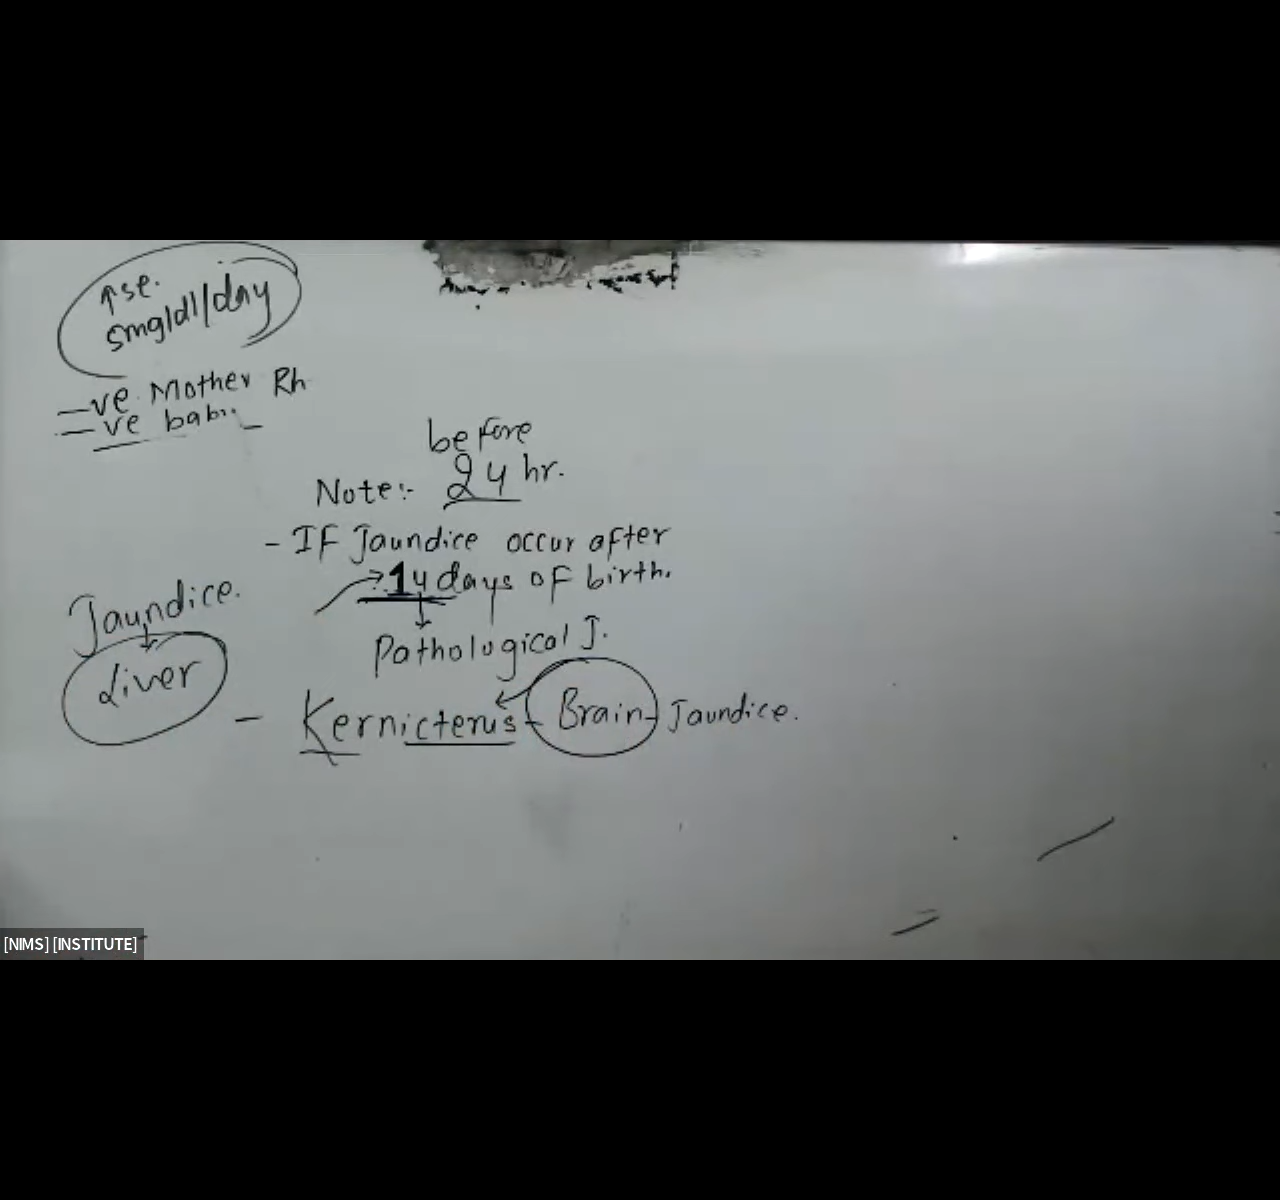 ↑se.
5mg/dl/day
-ve Mother Rh
-ve baby
before
Note:- 24 hr.
- If Jaundice occur after
→ 14 days of birth.
↓
Pathological J.
Jaundice.
↓
Liver
- Kernicterus - Brain - Jaundice.
[NIMS] [INSTITUTE]